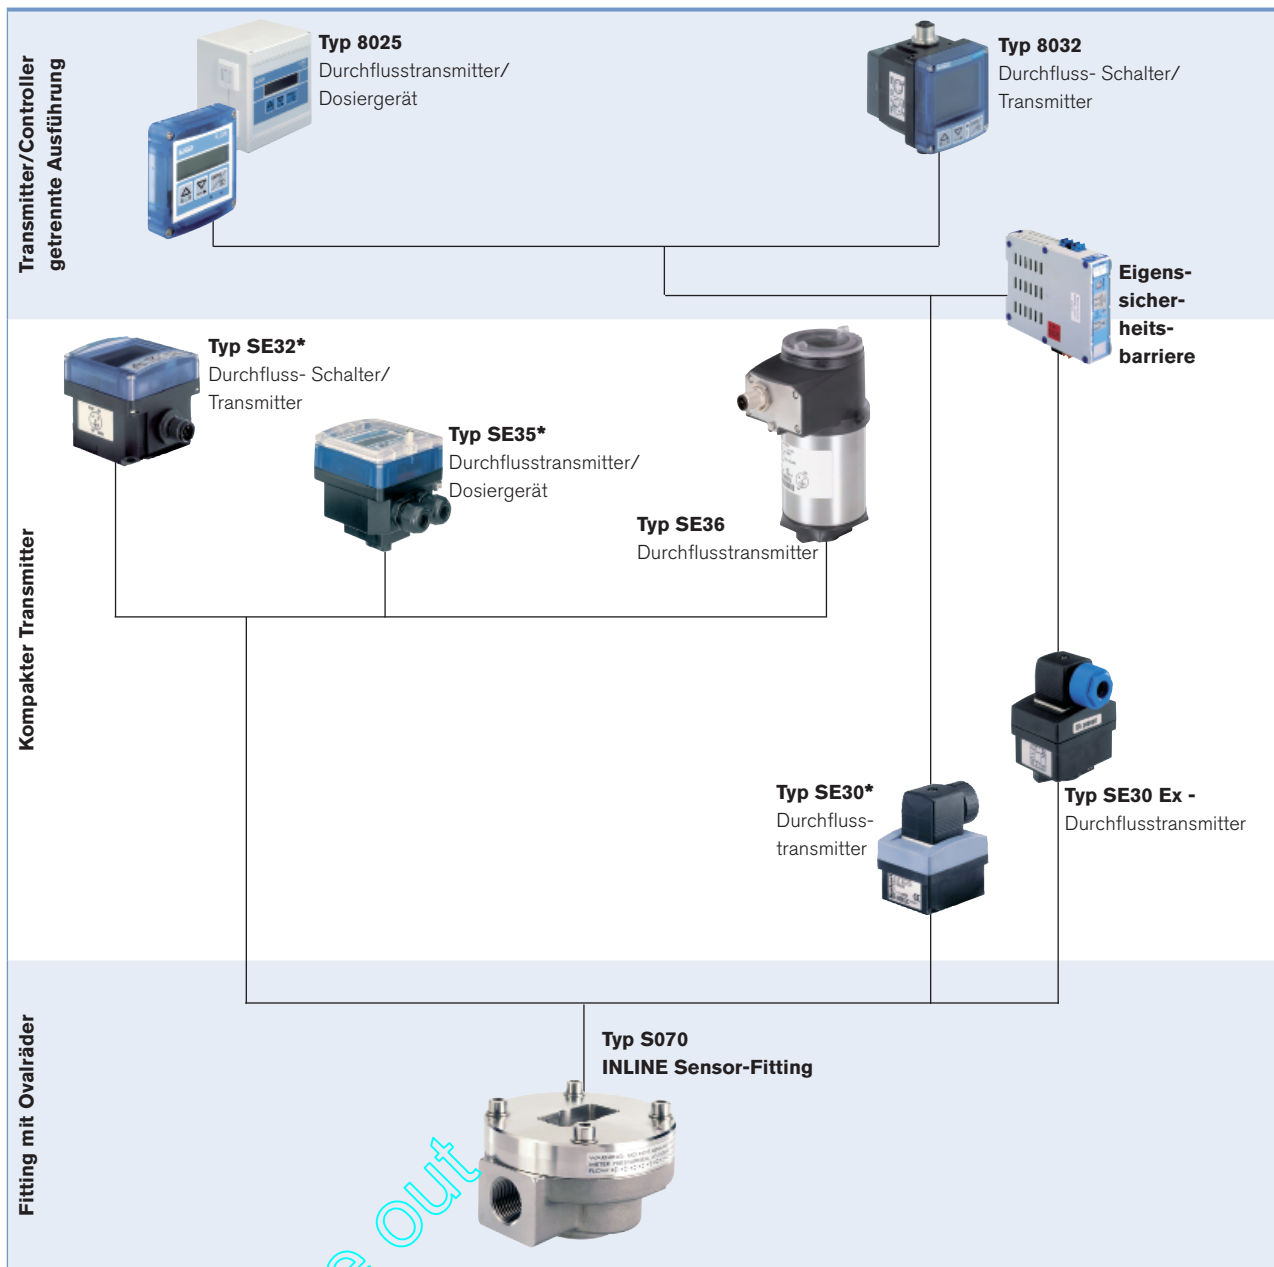 Transmitter/Controller
getrennte Ausführung
Typ 8025
Durchflusstransmitter/
Dosiergerät
Typ 8032
Durchfluss- Schalter/
Transmitter
Eigens-
sicher-
heits-
barriere
Kompakter Transmitter
Typ SE32*
Durchfluss- Schalter/
Transmitter
Typ SE35*
Durchflusstransmitter/
Dosiergerät
Typ SE36
Durchflusstransmitter
Typ SE30*
Durchfluss-
transmitter
Typ SE30 Ex -
Durchflusstransmitter
Fitting mit Ovalräder
Typ S070
INLINE Sensor-Fitting
out